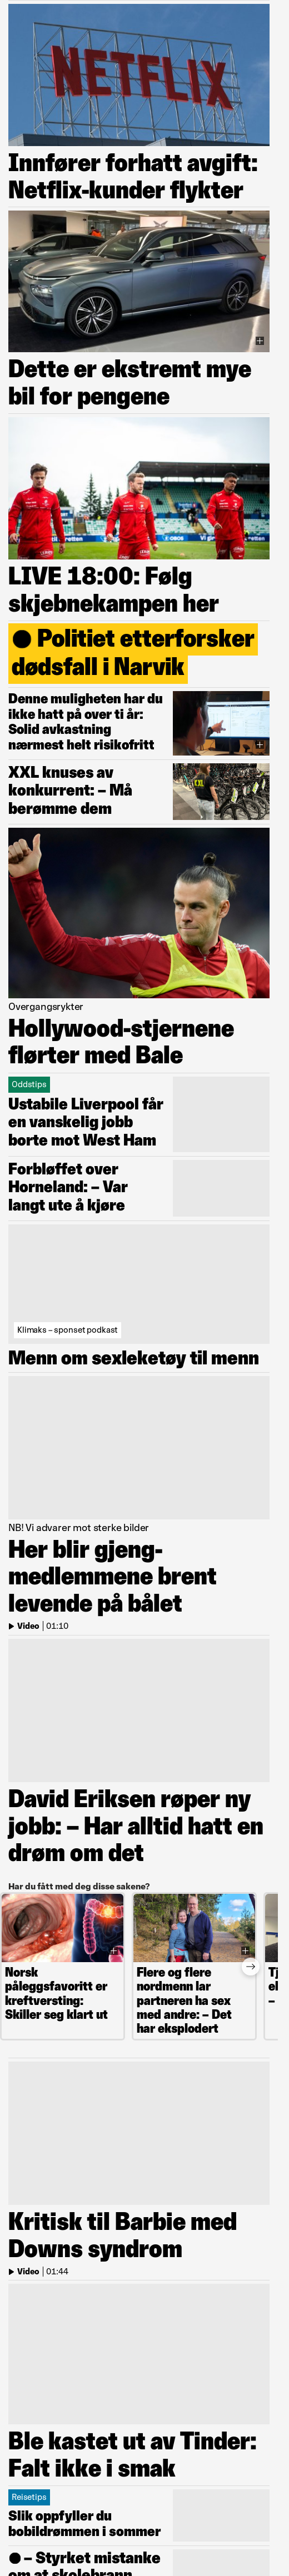 NETFLIX
Innfører forhatt avgift:
Netflix-kunder flykter
Dette er ekstremt mye
bil for pengene
LIVE 18:00: Følg
skjebnekampen her
Politiet etterforsker
dødsfall i Narvik
Denne muligheten har du
ikke hatt på over ti år:
Solid avkastning
nærmest helt risikofritt
XXL knuses av
konkurrent: – Må
berømme dem
Overgangsrykter
Hollywood-stjernene
flørter med Bale
Oddstips
Ustabile Liverpool får
en vanskelig jobb
borte mot West Ham
Forbløffet over
Horneland: – Var
langt ute å kjøre
Klimaks – sponset podkast
Menn om sexleketøy til menn
NB! Vi advarer mot sterke bilder
Her blir gjeng-
medlemmene brent
levende på bålet
Video | 01:10
David Eriksen røper ny
jobb: – Har alltid hatt en
drøm om det
Har du fått med deg disse sakene?
Norsk
påleggsfavoritt er
kreftversting:
Skiller seg klart ut
Flere og flere
nordmenn lar
partneren ha sex
med andre: – Det
har eksplodert
Kritisk til Barbie med
Downs syndrom
Video | 01:44
Ble kastet ut av Tinder:
Falt ikke i smak
Reisetips
Slik oppfyller du
bobildrømmen i sommer
– Styrket mistanke
om at skolebrann